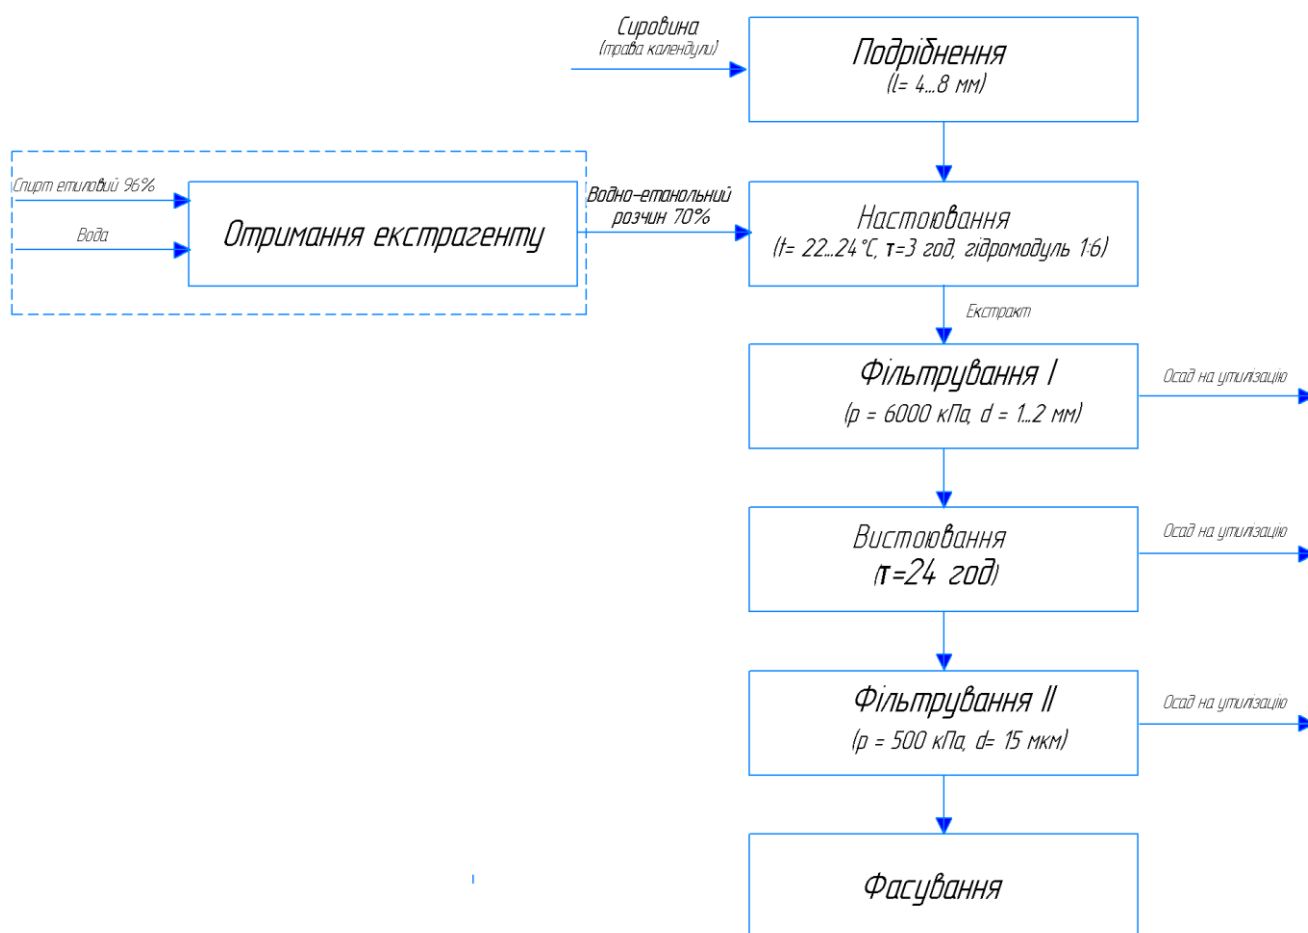 Сировина
(трава календули)
Подрібнення
(l= 4...8 мм)
Спирт етиловий 96%
Вода
Отримання екстрагенту
Водно-етанольний
розчин 70%
Настоювання
(t= 22...24°C, τ=3 год, гідромодуль 1:6)
Екстракт
Фільтрування I
(р = 6000 кПа, d = 1...2 мм)
Осад на утилізацію
Вистоювання
(τ=24 год)
Осад на утилізацію
Фільтрування II
(р = 500 кПа, d= 15 мкм)
Осад на утилізацію
Фасування